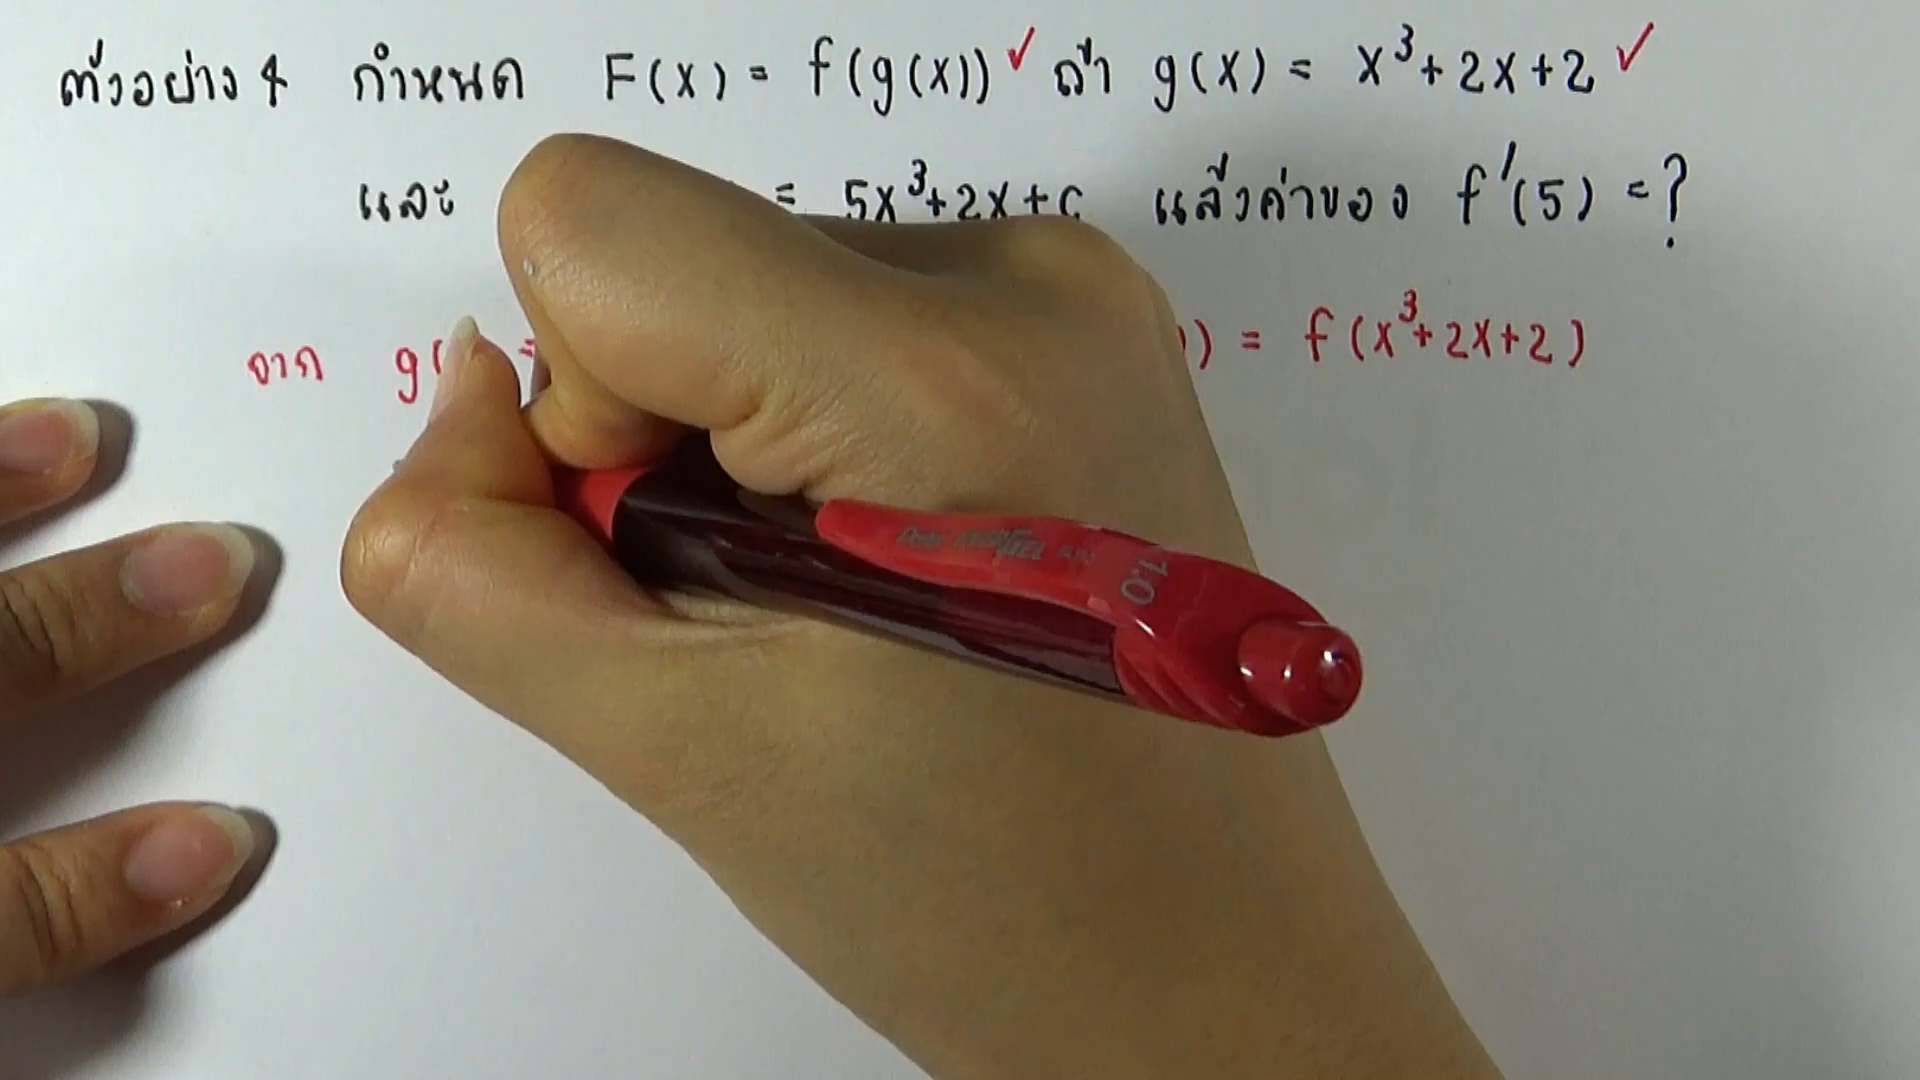 ตัวอย่าง 4 กำหนด F(x) = f(g(x)) ✓ ถ้า g(x) = x³+2x+2 ✓
และ = 5x³+2x+c แล้วค่าของ f′(5) =?
จาก g( = )) = f(x³+2x+2)
1.0